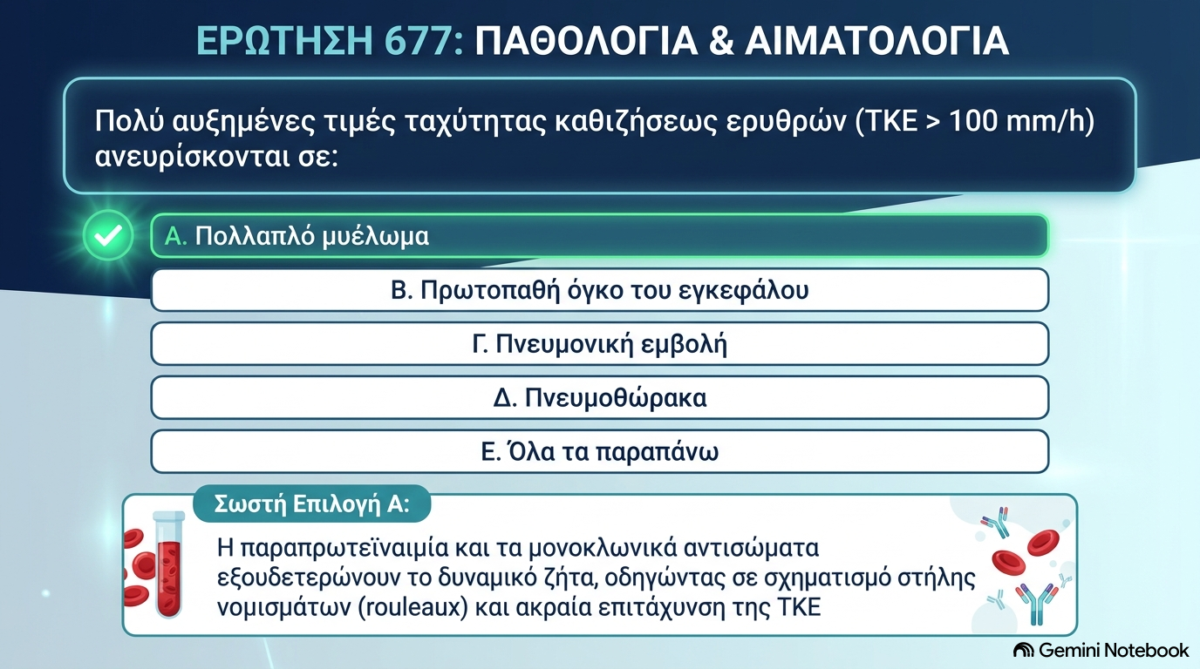 ΕΡΩΤΗΣΗ 677: ΠΑΘΟΛΟΓΙΑ & ΑΙΜΑΤΟΛΟΓΙΑ
Πολύ αυξημένες τιμές ταχύτητας καθιζήσεως ερυθρών (ΤΚΕ > 100 mm/h)
ανευρίσκονται σε:
Α. Πολλαπλό μυέλωμα
Β. Πρωτοπαθή όγκο του εγκεφάλου
Γ. Πνευμονική εμβολή
Δ. Πνευμοθώρακα
Ε. Όλα τα παραπάνω
Σωστή Επιλογή Α:
Η παραπρωτεϊναιμία και τα μονοκλωνικά αντισώματα
εξουδετερώνουν το δυναμικό ζήτα, οδηγώντας σε σχηματισμό στήλης
νομισμάτων (rouleaux) και ακραία επιτάχυνση της ΤΚΕ
Gemini Notebook